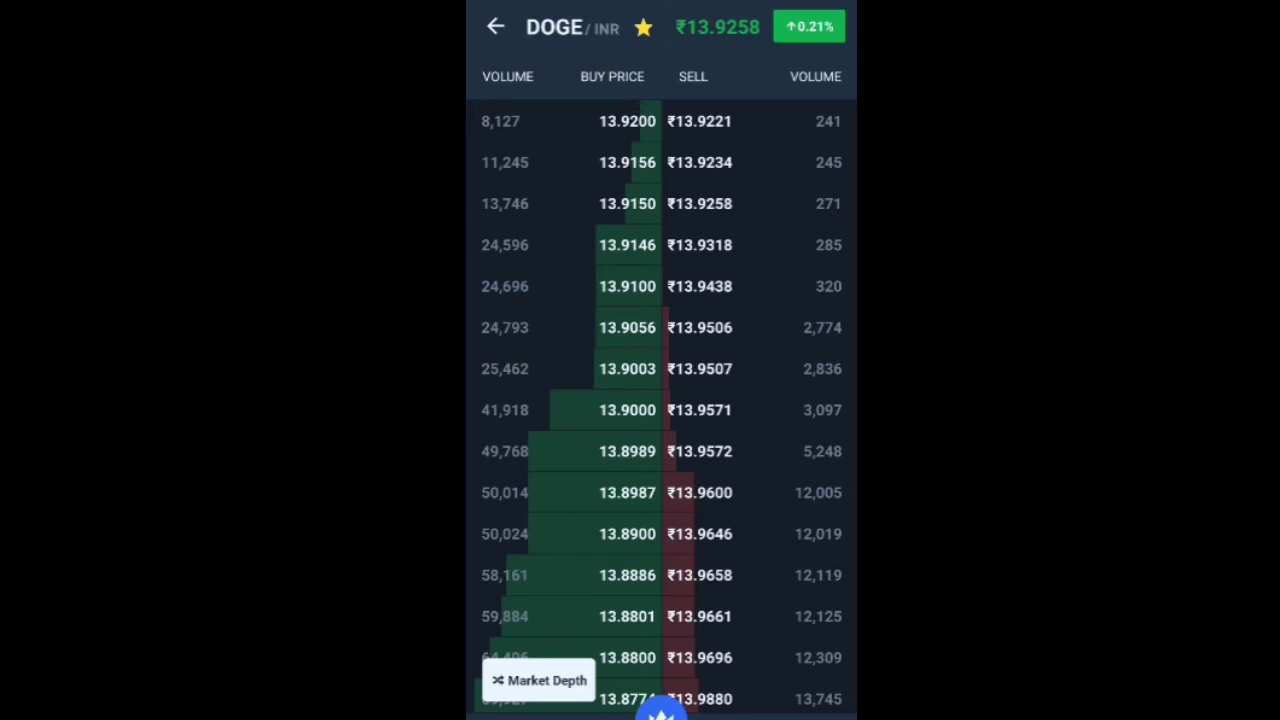 DOGE/ INR ₹13.9258 ↑0.21%
VOLUME BUY PRICE SELL VOLUME
8,127 13.9200 ₹13.9221 241
11,245 13.9156 ₹13.9234 245
13,746 13.9150 ₹13.9258 271
24,596 13.9146 ₹13.9318 285
24,696 13.9100 ₹13.9438 320
24,793 13.9056 ₹13.9506 2,774
25,462 13.9003 ₹13.9507 2,836
41,918 13.9000 ₹13.9571 3,097
49,768 13.8989 ₹13.9572 5,248
50,014 13.8987 ₹13.9600 12,005
50,024 13.8900 ₹13.9646 12,019
58,161 13.8886 ₹13.9658 12,119
59,884 13.8801 ₹13.9661 12,125
13.8800 ₹13.9696 12,309
Market Depth
13.8774 ₹13.9880 13,745